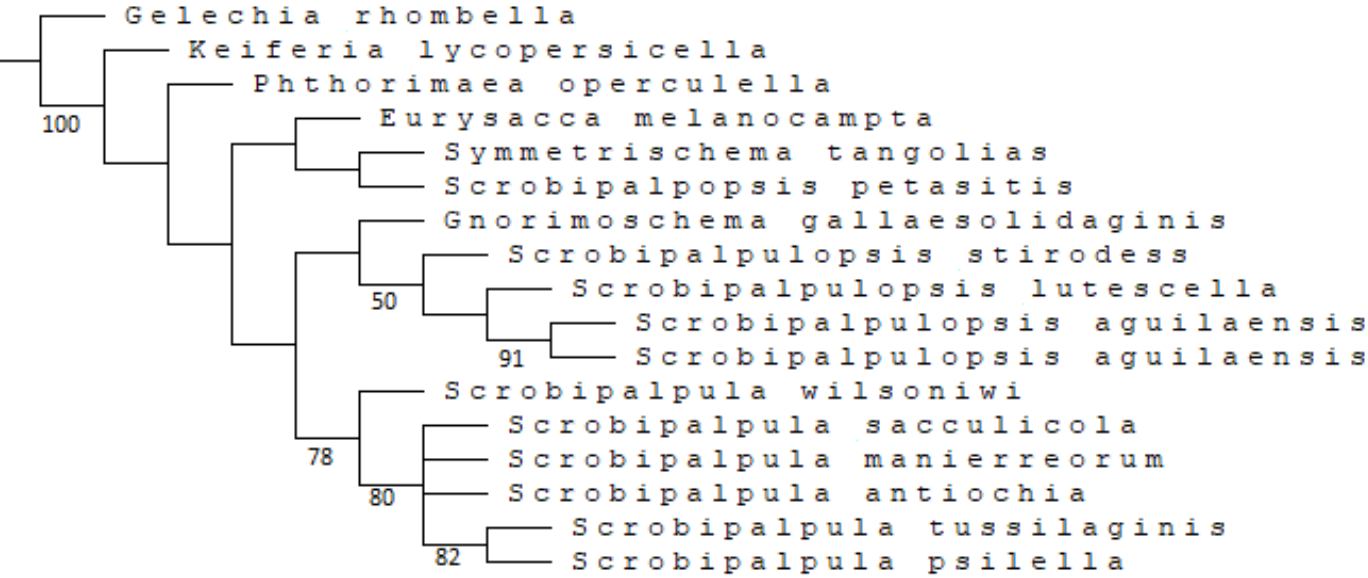 Gelechia rhombella
Keiferia lycopersicella
Phthorimaea operculella
100
Eurysacca melanocampta
Symmetrischema tangolias
Scrobipalpopsis petasitis
Gnorimoschema gallaesolidaginis
Scrobipalpulopsis stirodess
Scrobipalpulopsis lutescella
50
Scrobipalpulopsis aguilaensis
Scrobipalpulopsis aguilaensis
91
Scrobipalpula wilsoniwi
Scrobipalpula sacculicola
Scrobipalpula manierreorum
78
Scrobipalpula antiochia
80
Scrobipalpula tussilaginis
82
Scrobipalpula psilella